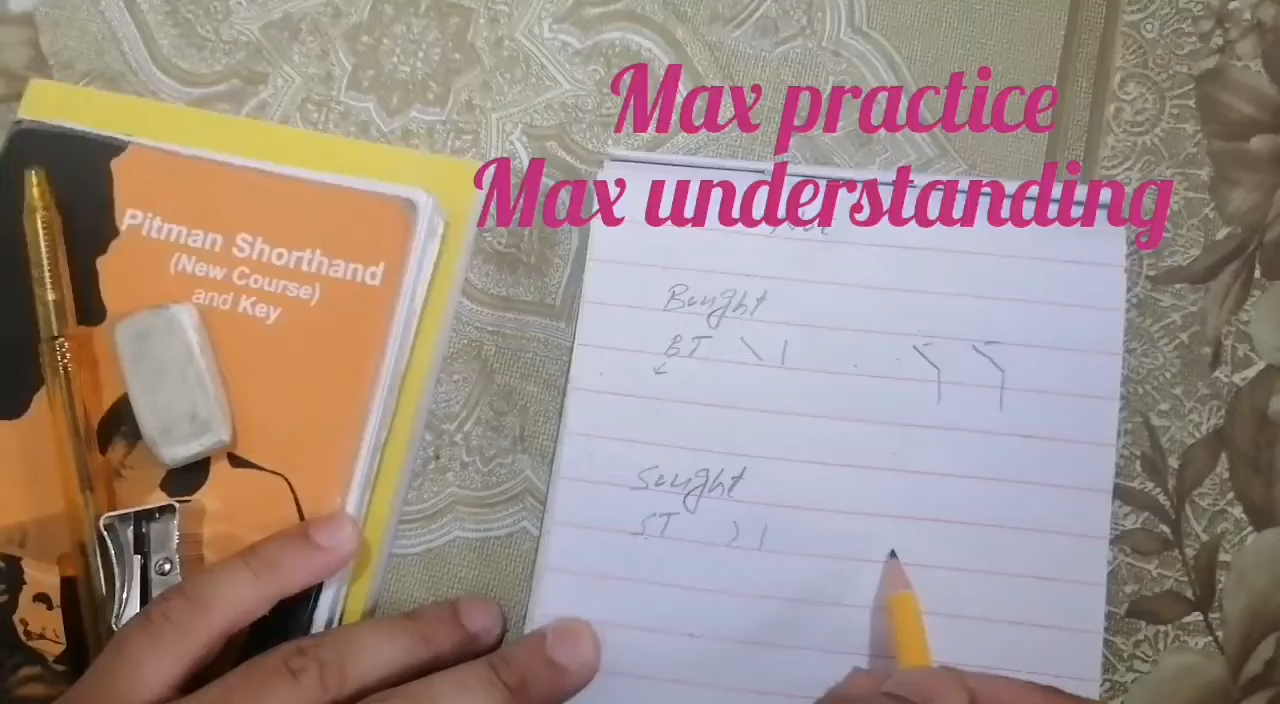 Max practice
Max understanding
Pitman Shorthand
(New Course)
and Key
Bought
BT
Sought
ST